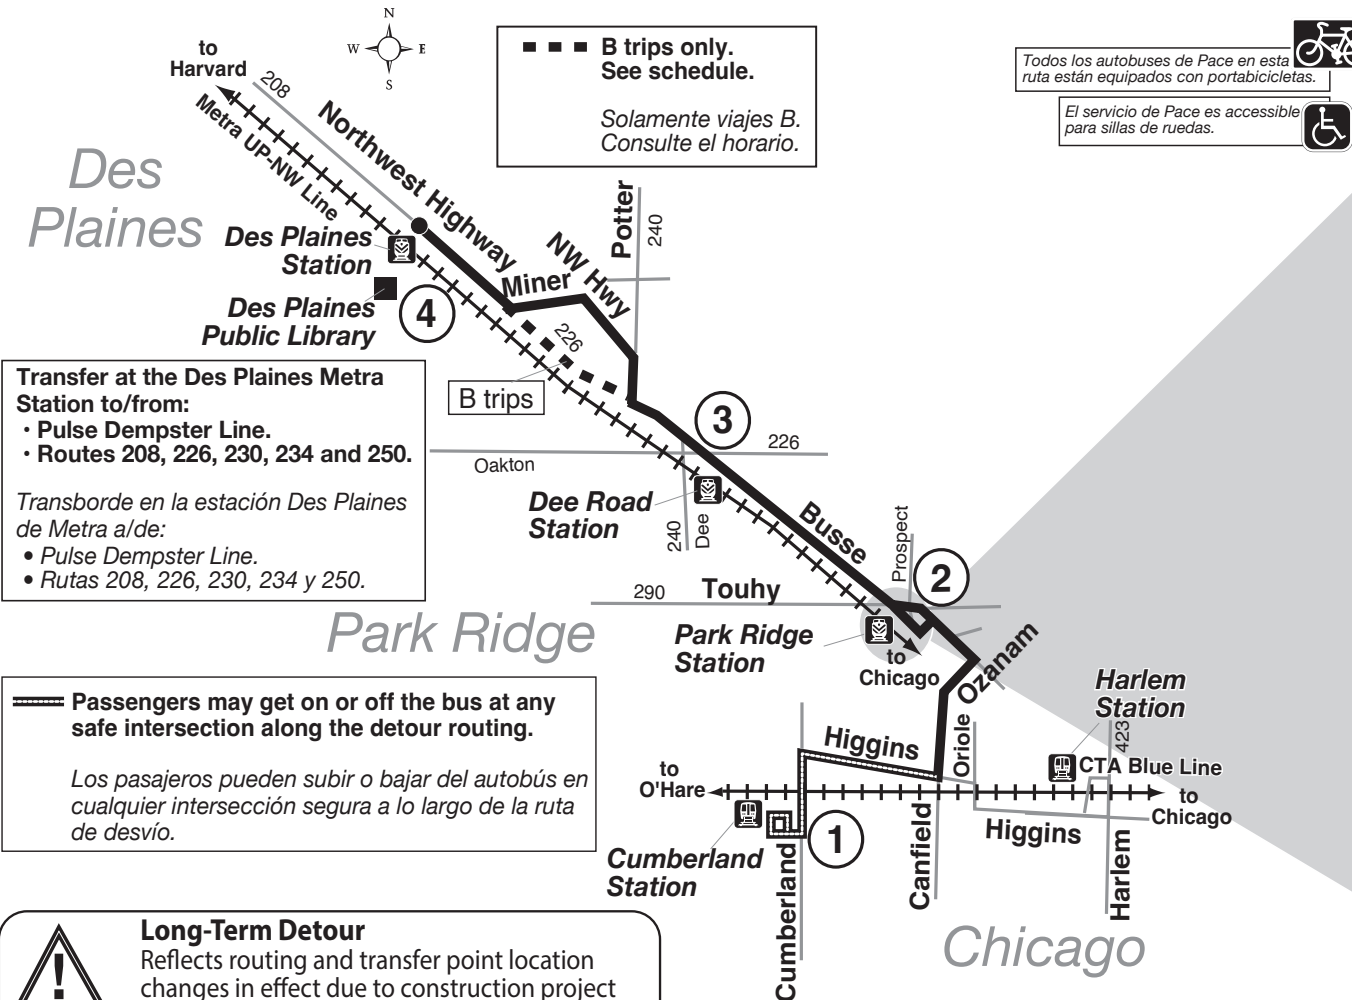 N
W
E
S
to
Harvard
208
Metra UP-NW Line
Northwest Highway
Des
Plaines
Des Plaines
Station
Des Plaines
Public Library
4
Miner
NW Hwy
Potter
240
226
B trips
B trips only.
See schedule.
Solamente viajes B.
Consulte el horario.
Todos los autobuses de Pace en esta
ruta están equipados con portabicicletas.
El servicio de Pace es accessible
para sillas de ruedas.
Transfer at the Des Plaines Metra
Station to/from:
• Pulse Dempster Line.
• Routes 208, 226, 230, 234 and 250.
Transborde en la estación Des Plaines
de Metra a/de:
• Pulse Dempster Line.
• Rutas 208, 226, 230, 234 y 250.
3
226
Oakton
Dee Road
Station
240
Dee
Busse
Prospect
2
290
Touhy
Park Ridge
Park Ridge
Station
to
Chicago
Ozanam
Passengers may get on or off the bus at any
safe intersection along the detour routing.
Los pasajeros pueden subir o bajar del autobús en
cualquier intersección segura a lo largo de la ruta
de desvío.
Harlem
Station
423
Higgins
Oriole
CTA Blue Line
to
O'Hare
to
Chicago
Higgins
1
Cumberland
Station
Cumberland
Canfield
Harlem
Chicago
!
Long-Term Detour
Reflects routing and transfer point location
changes in effect due to construction project